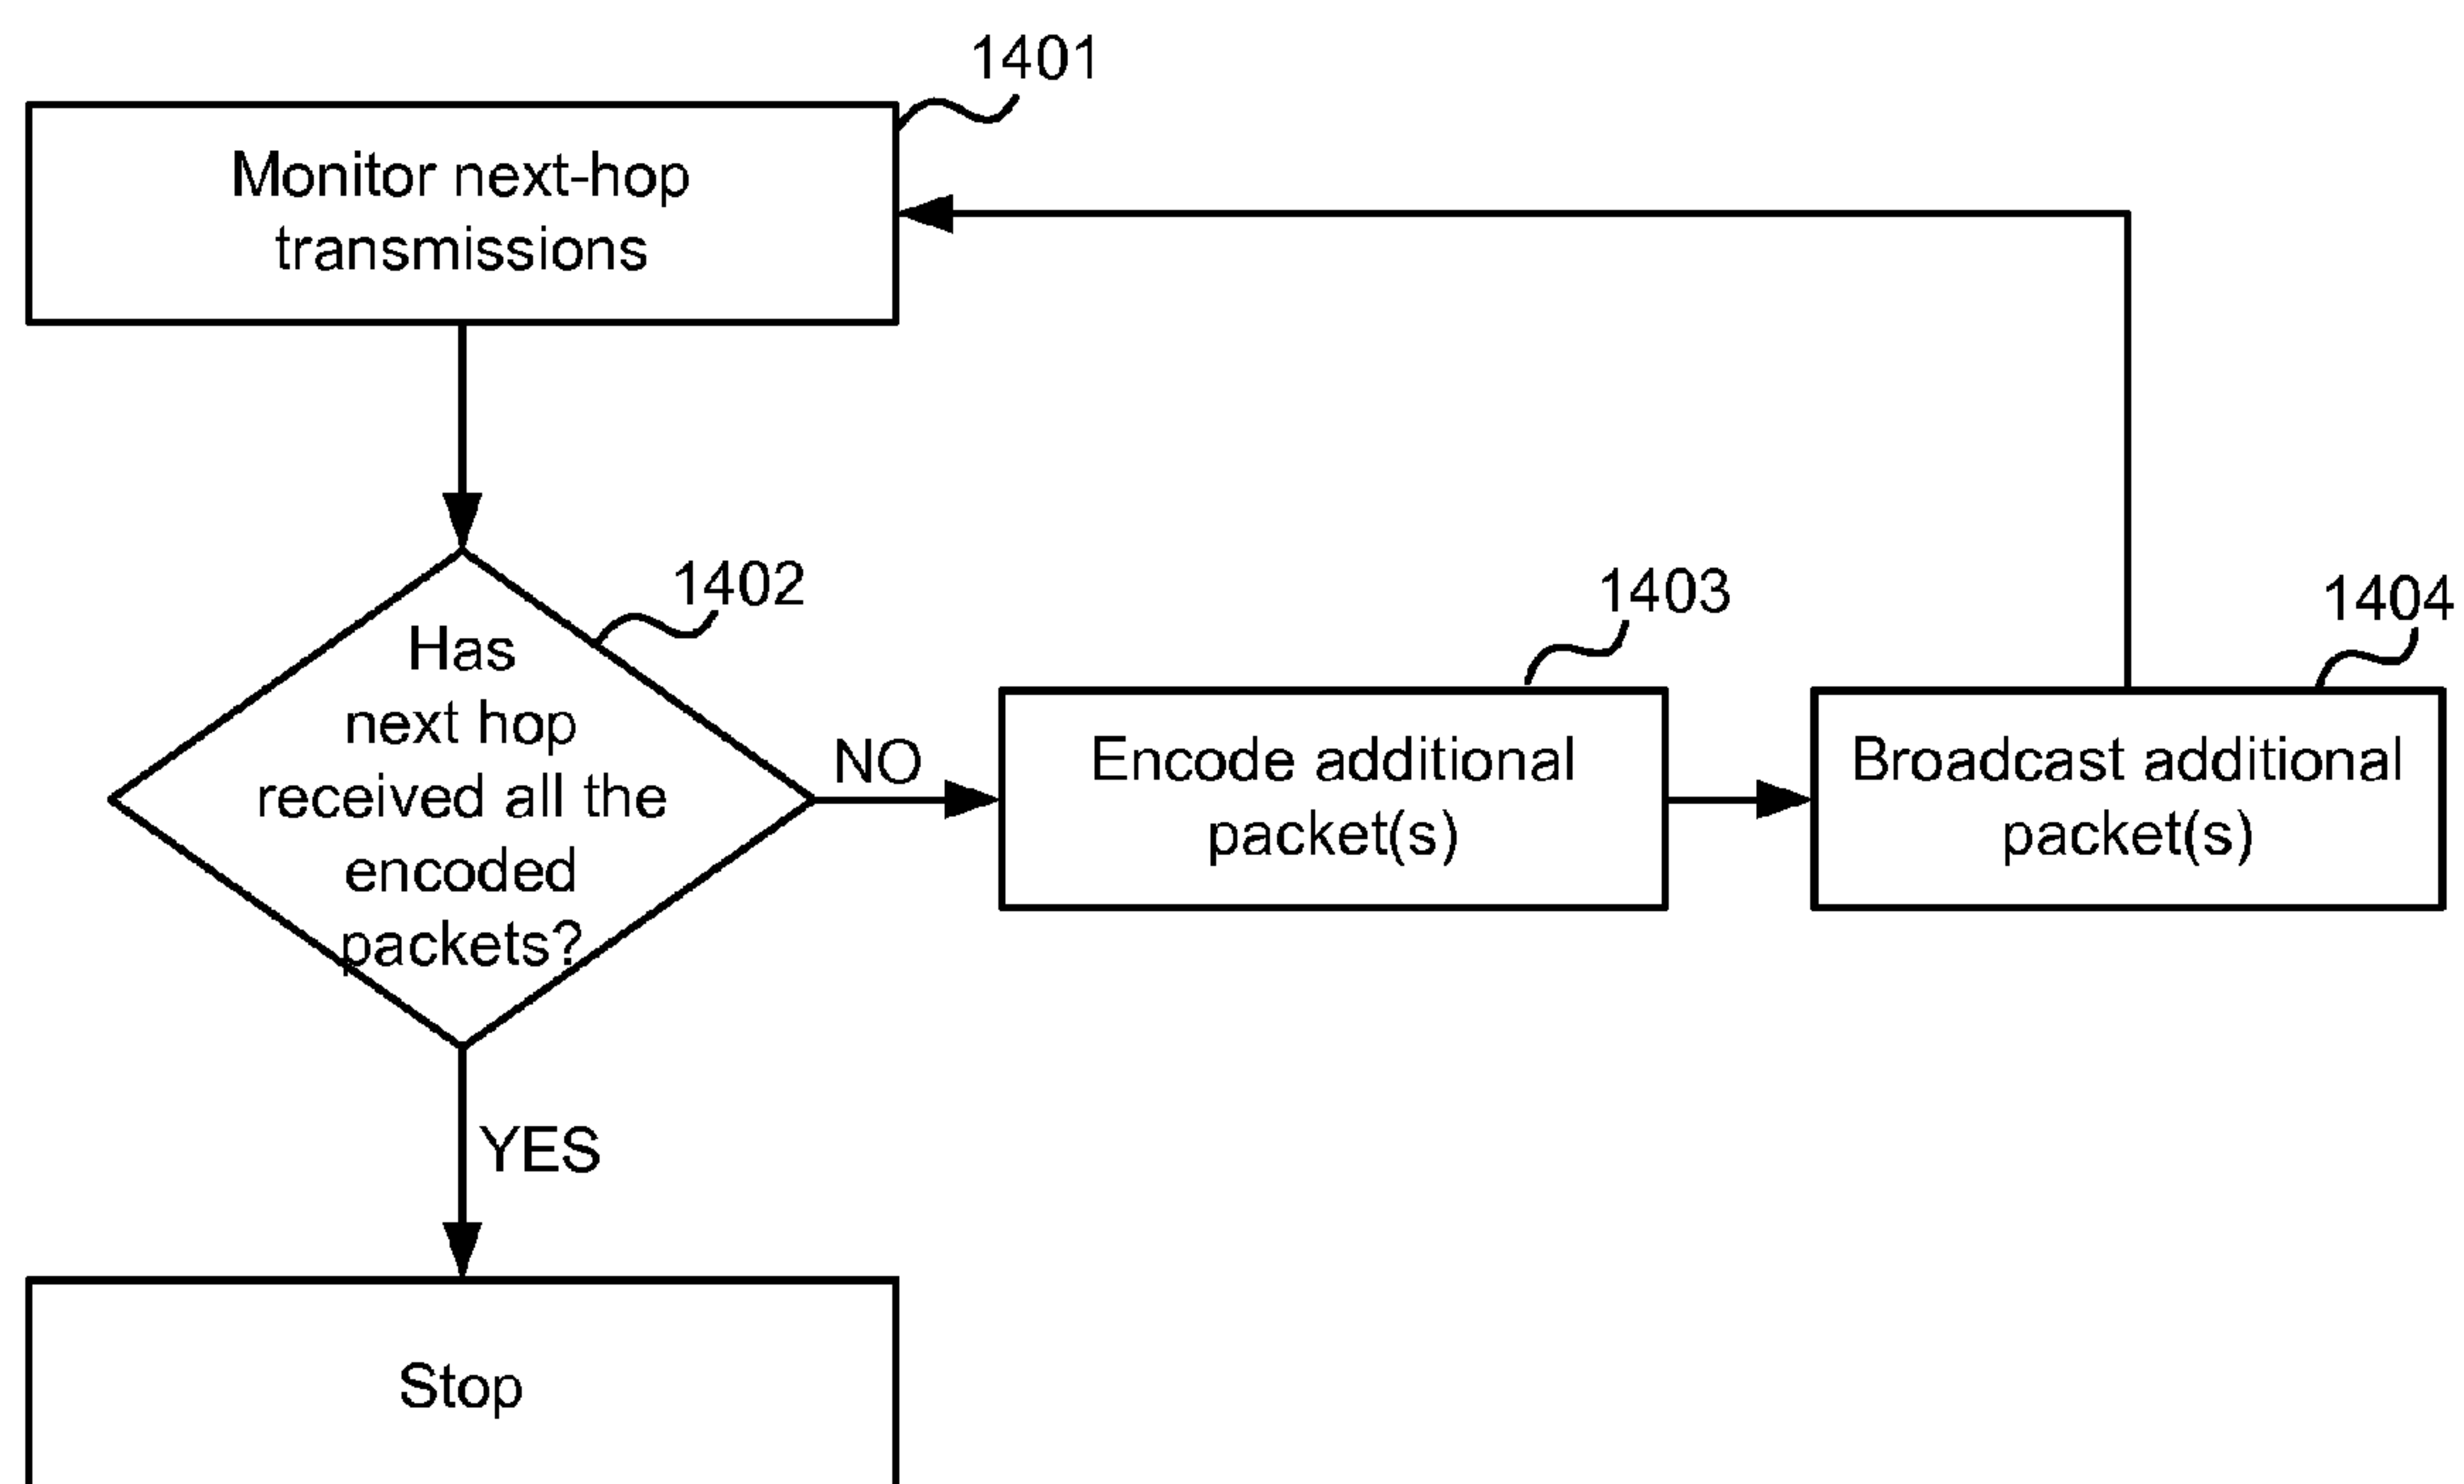 1401
Monitor next-hop
transmissions
1402
Has
next hop
received all the
encoded
packets?
NO
1403
Encode additional
packet(s)
1404
Broadcast additional
packet(s)
YES
Stop